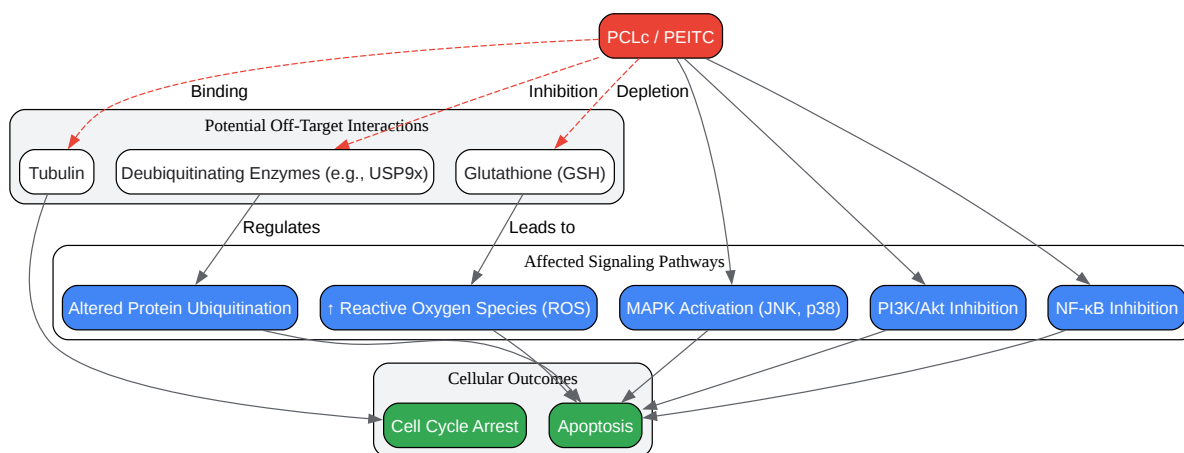 PCLc / PEITC
Binding
Inhibition
Depletion
Potential Off-Target Interactions
Tubulin
Deubiquitinating Enzymes (e.g., USP9x)
Glutathione (GSH)
Regulates
Leads to
Affected Signaling Pathways
Altered Protein Ubiquitination
↑ Reactive Oxygen Species (ROS)
MAPK Activation (JNK, p38)
PI3K/Akt Inhibition
NF-κB Inhibition
Cellular Outcomes
Cell Cycle Arrest
Apoptosis